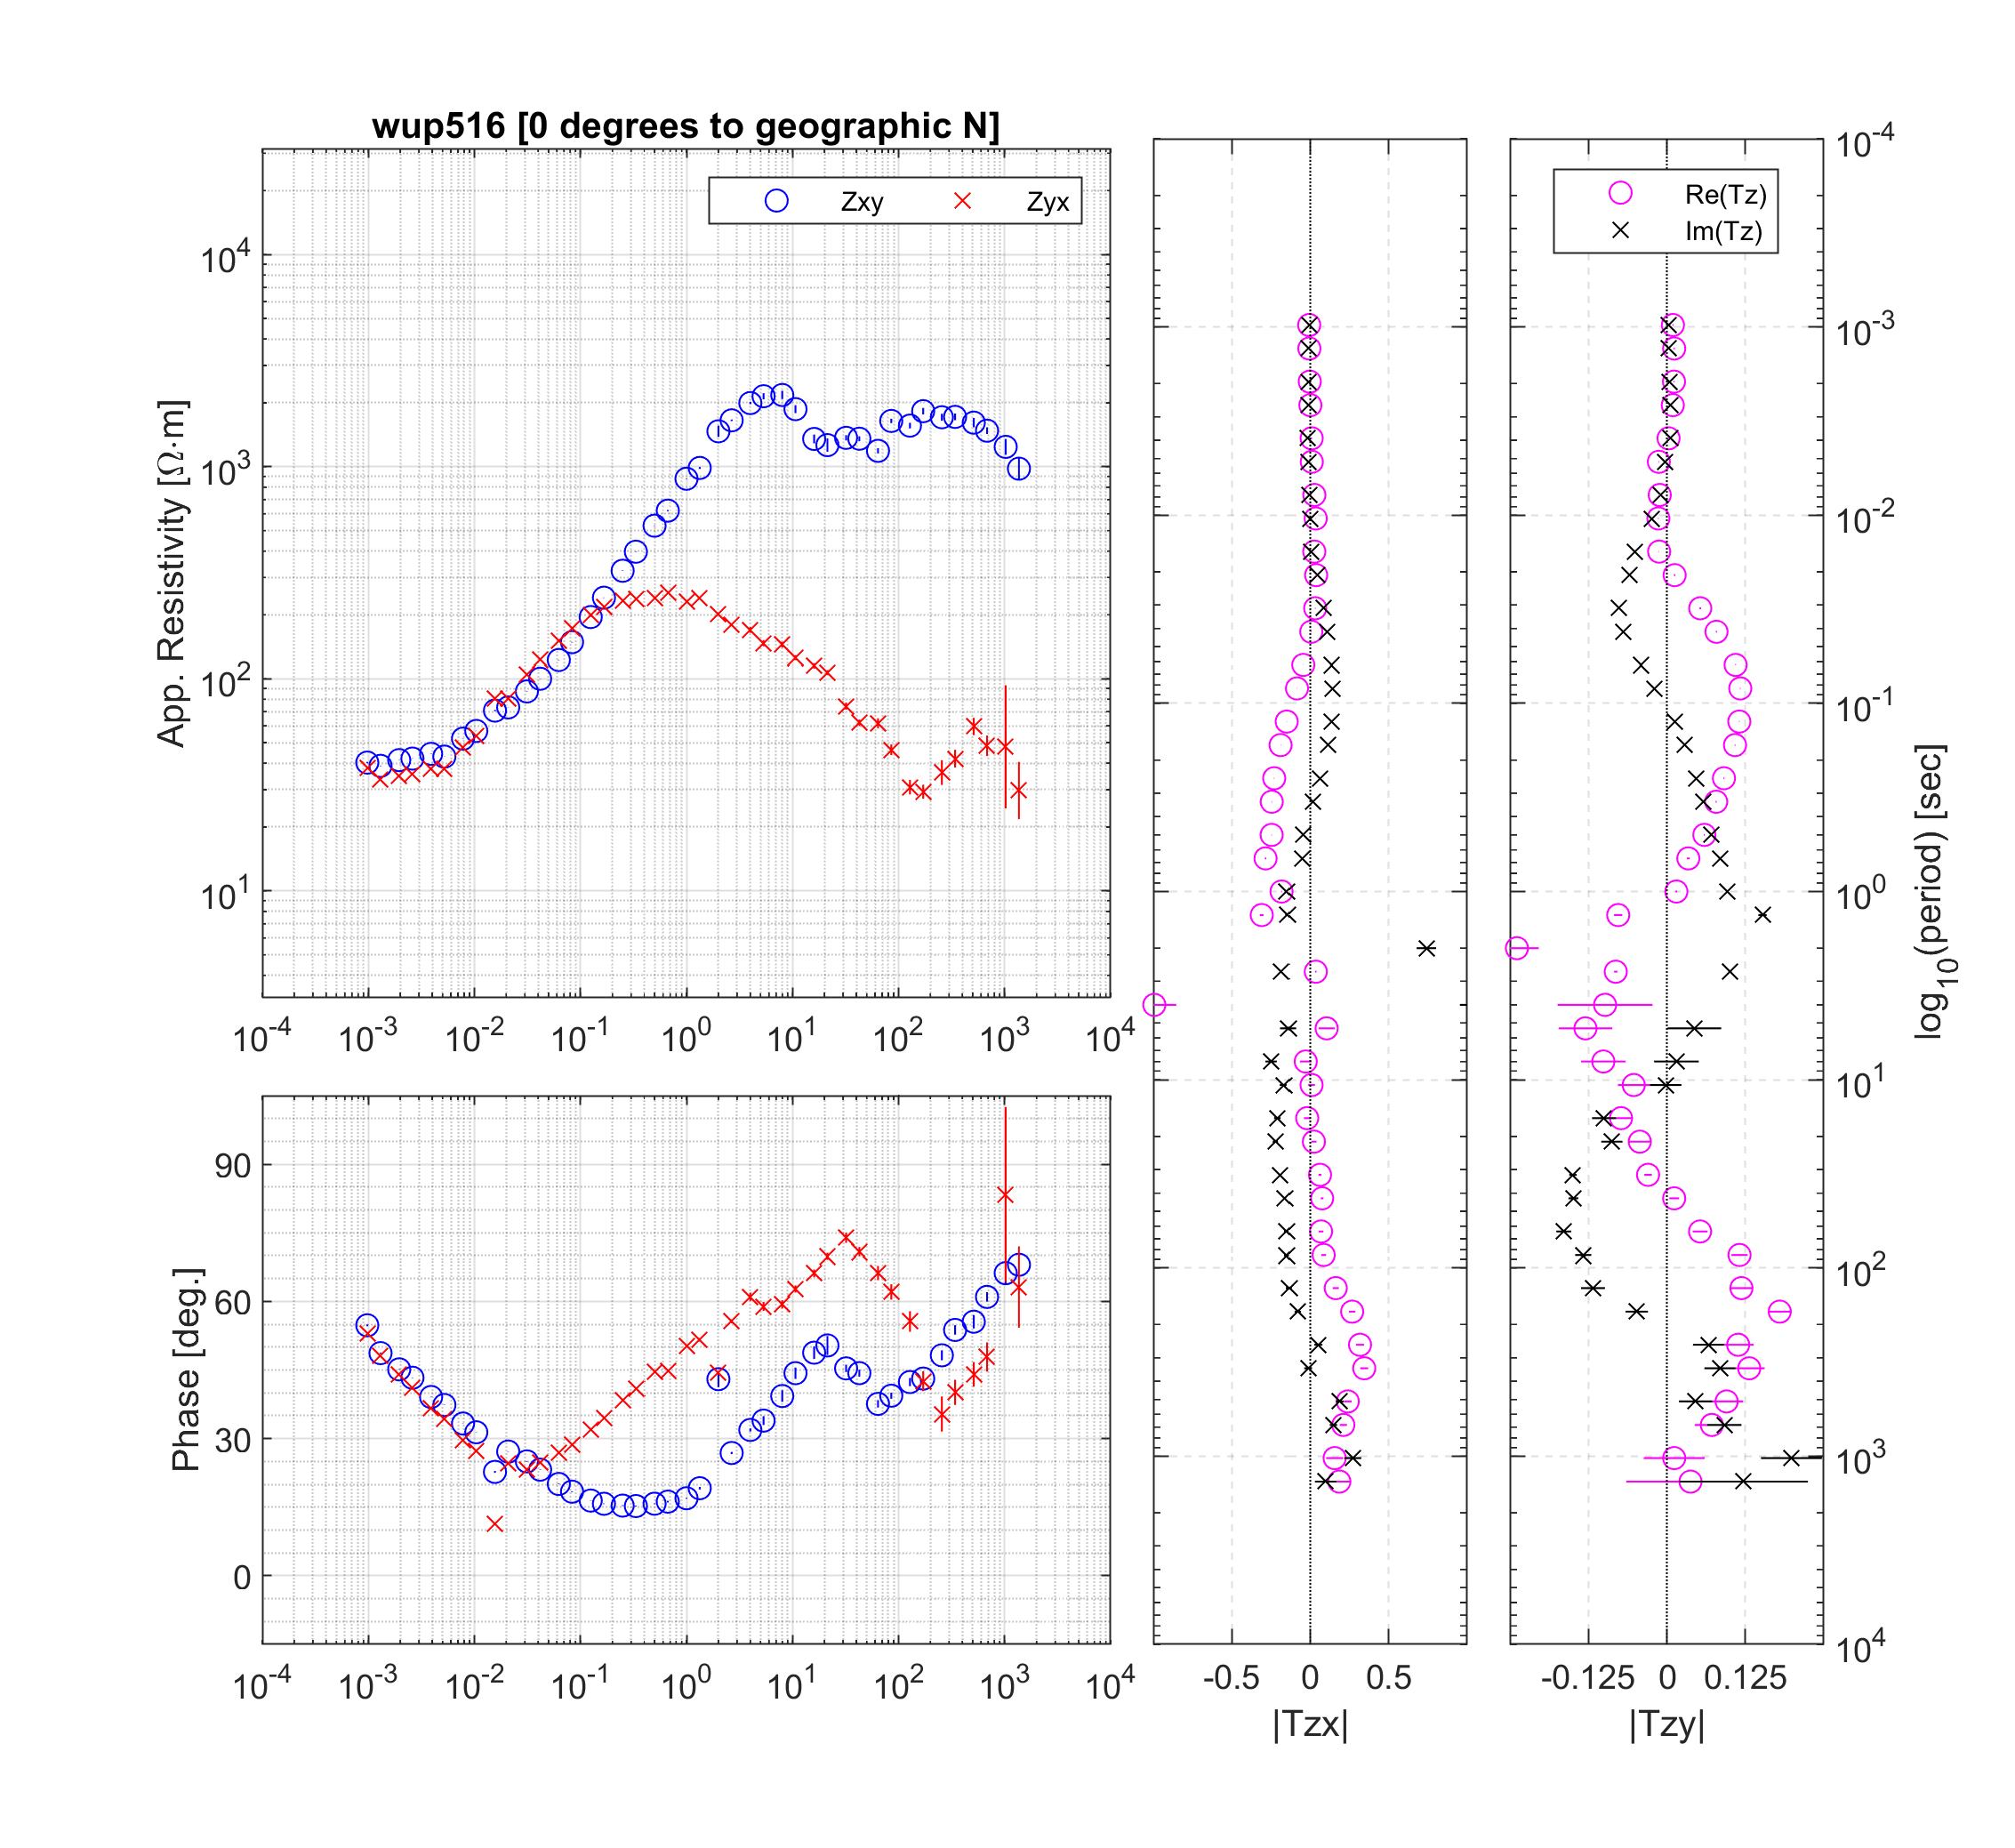 wup516 [0 degrees to geographic N]
Zxy Zyx
App. Resistivity [Ω·m]
10^4
10^3
10^2
10^1
10^-4 10^-3 10^-2 10^-1 10^0 10^1 10^2 10^3 10^4
Phase [deg.]
90
60
30
0
10^-4 10^-3 10^-2 10^-1 10^0 10^1 10^2 10^3 10^4
-0.5 0 0.5
|Tzx|
Re(Tz)
Im(Tz)
-0.125 0 0.125
|Tzy|
10^-4
10^-3
10^-2
10^-1
10^0
10^1
10^2
10^3
10^4
log_10(period) [sec]